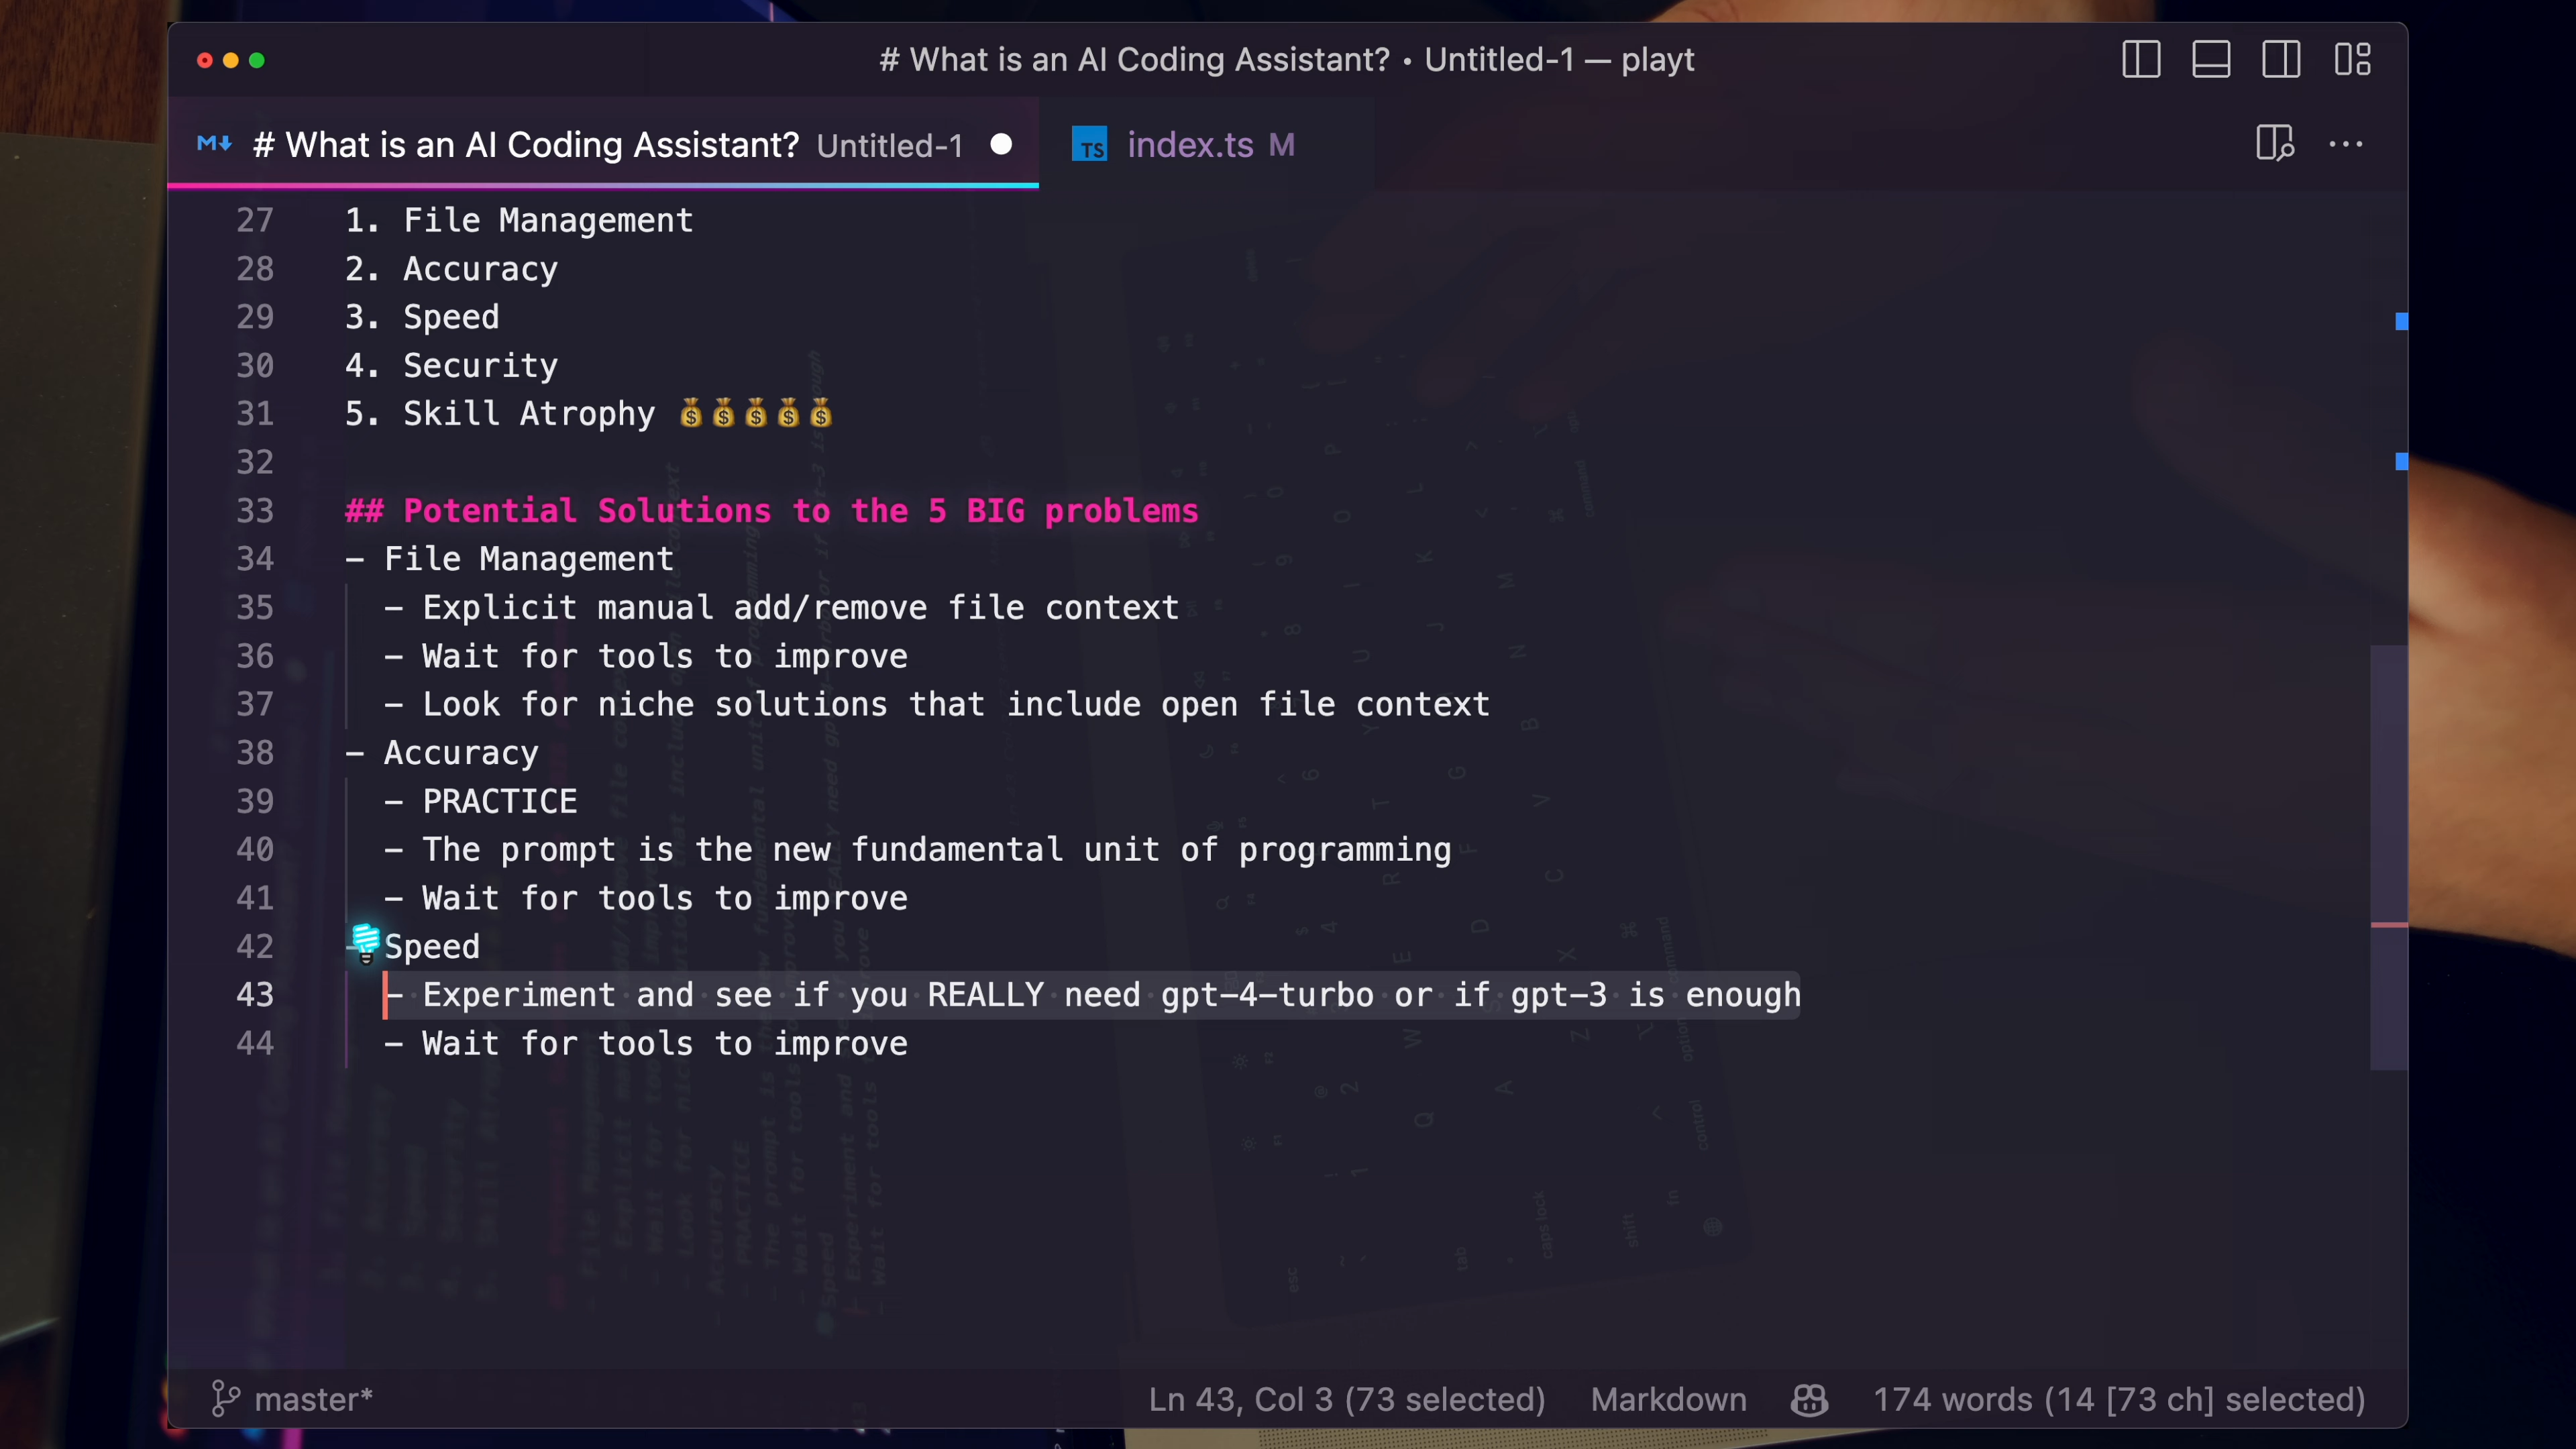 # What is an AI Coding Assistant? • Untitled-1 — playt
# What is an AI Coding Assistant? Untitled-1
index.ts M
27 1. File Management
28 2. Accuracy
29 3. Speed
30 4. Security
31 5. Skill Atrophy 💰💰💰💰💰
32
33 ## Potential Solutions to the 5 BIG problems
34 - File Management
35 - Explicit manual add/remove file context
36 - Wait for tools to improve
37 - Look for niche solutions that include open file context
38 - Accuracy
39 - PRACTICE
40 - The prompt is the new fundamental unit of programming
41 - Wait for tools to improve
42 - Speed
43 - Experiment and see if you REALLY need gpt-4-turbo or if gpt-3 is enough
44 - Wait for tools to improve
master*
Ln 43, Col 3 (73 selected)
Markdown
174 words (14 [73 ch] selected)